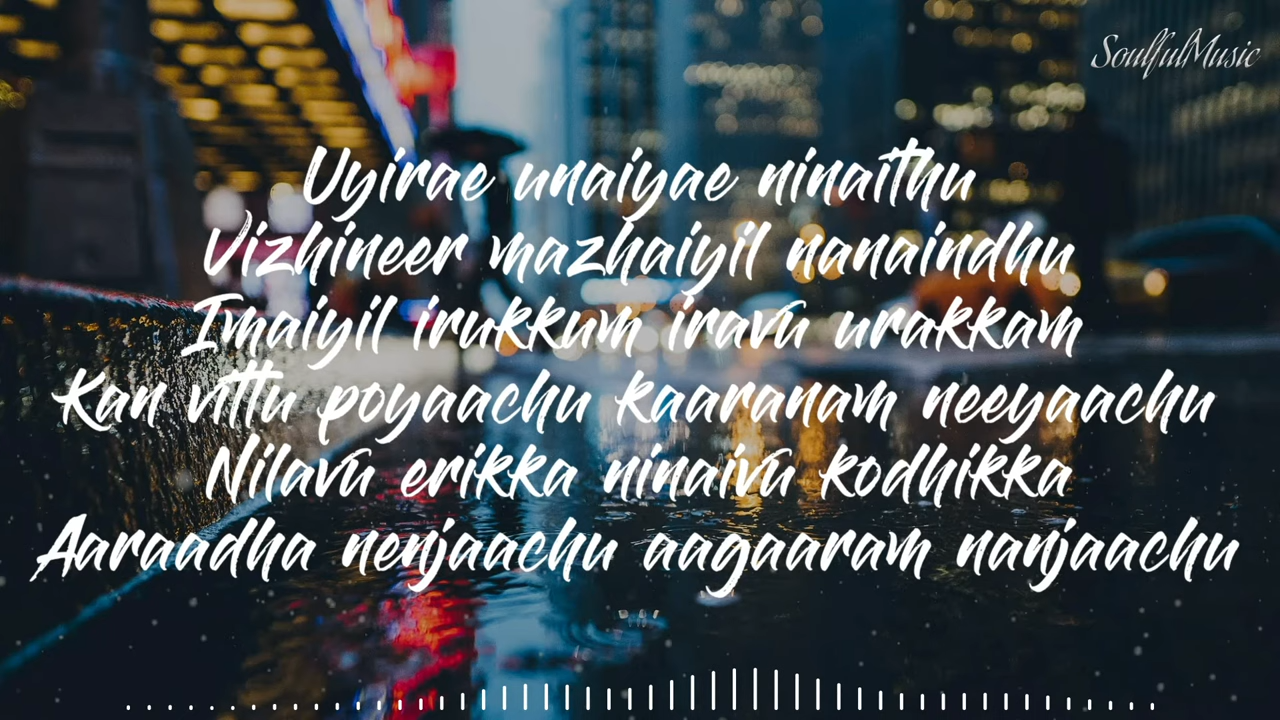 SoulfulMusic
Uyirae unaiyae ninaithu
Vizhineer mazhaiyil nanaindhu
Imaiyil irukkum iravu urakkam
Kan vittu poyaachu kaaranam neeyaachu
Nilavu erikka ninaivu kodhikka
Aaraadha nenjaachu aagaaram nanjaachu